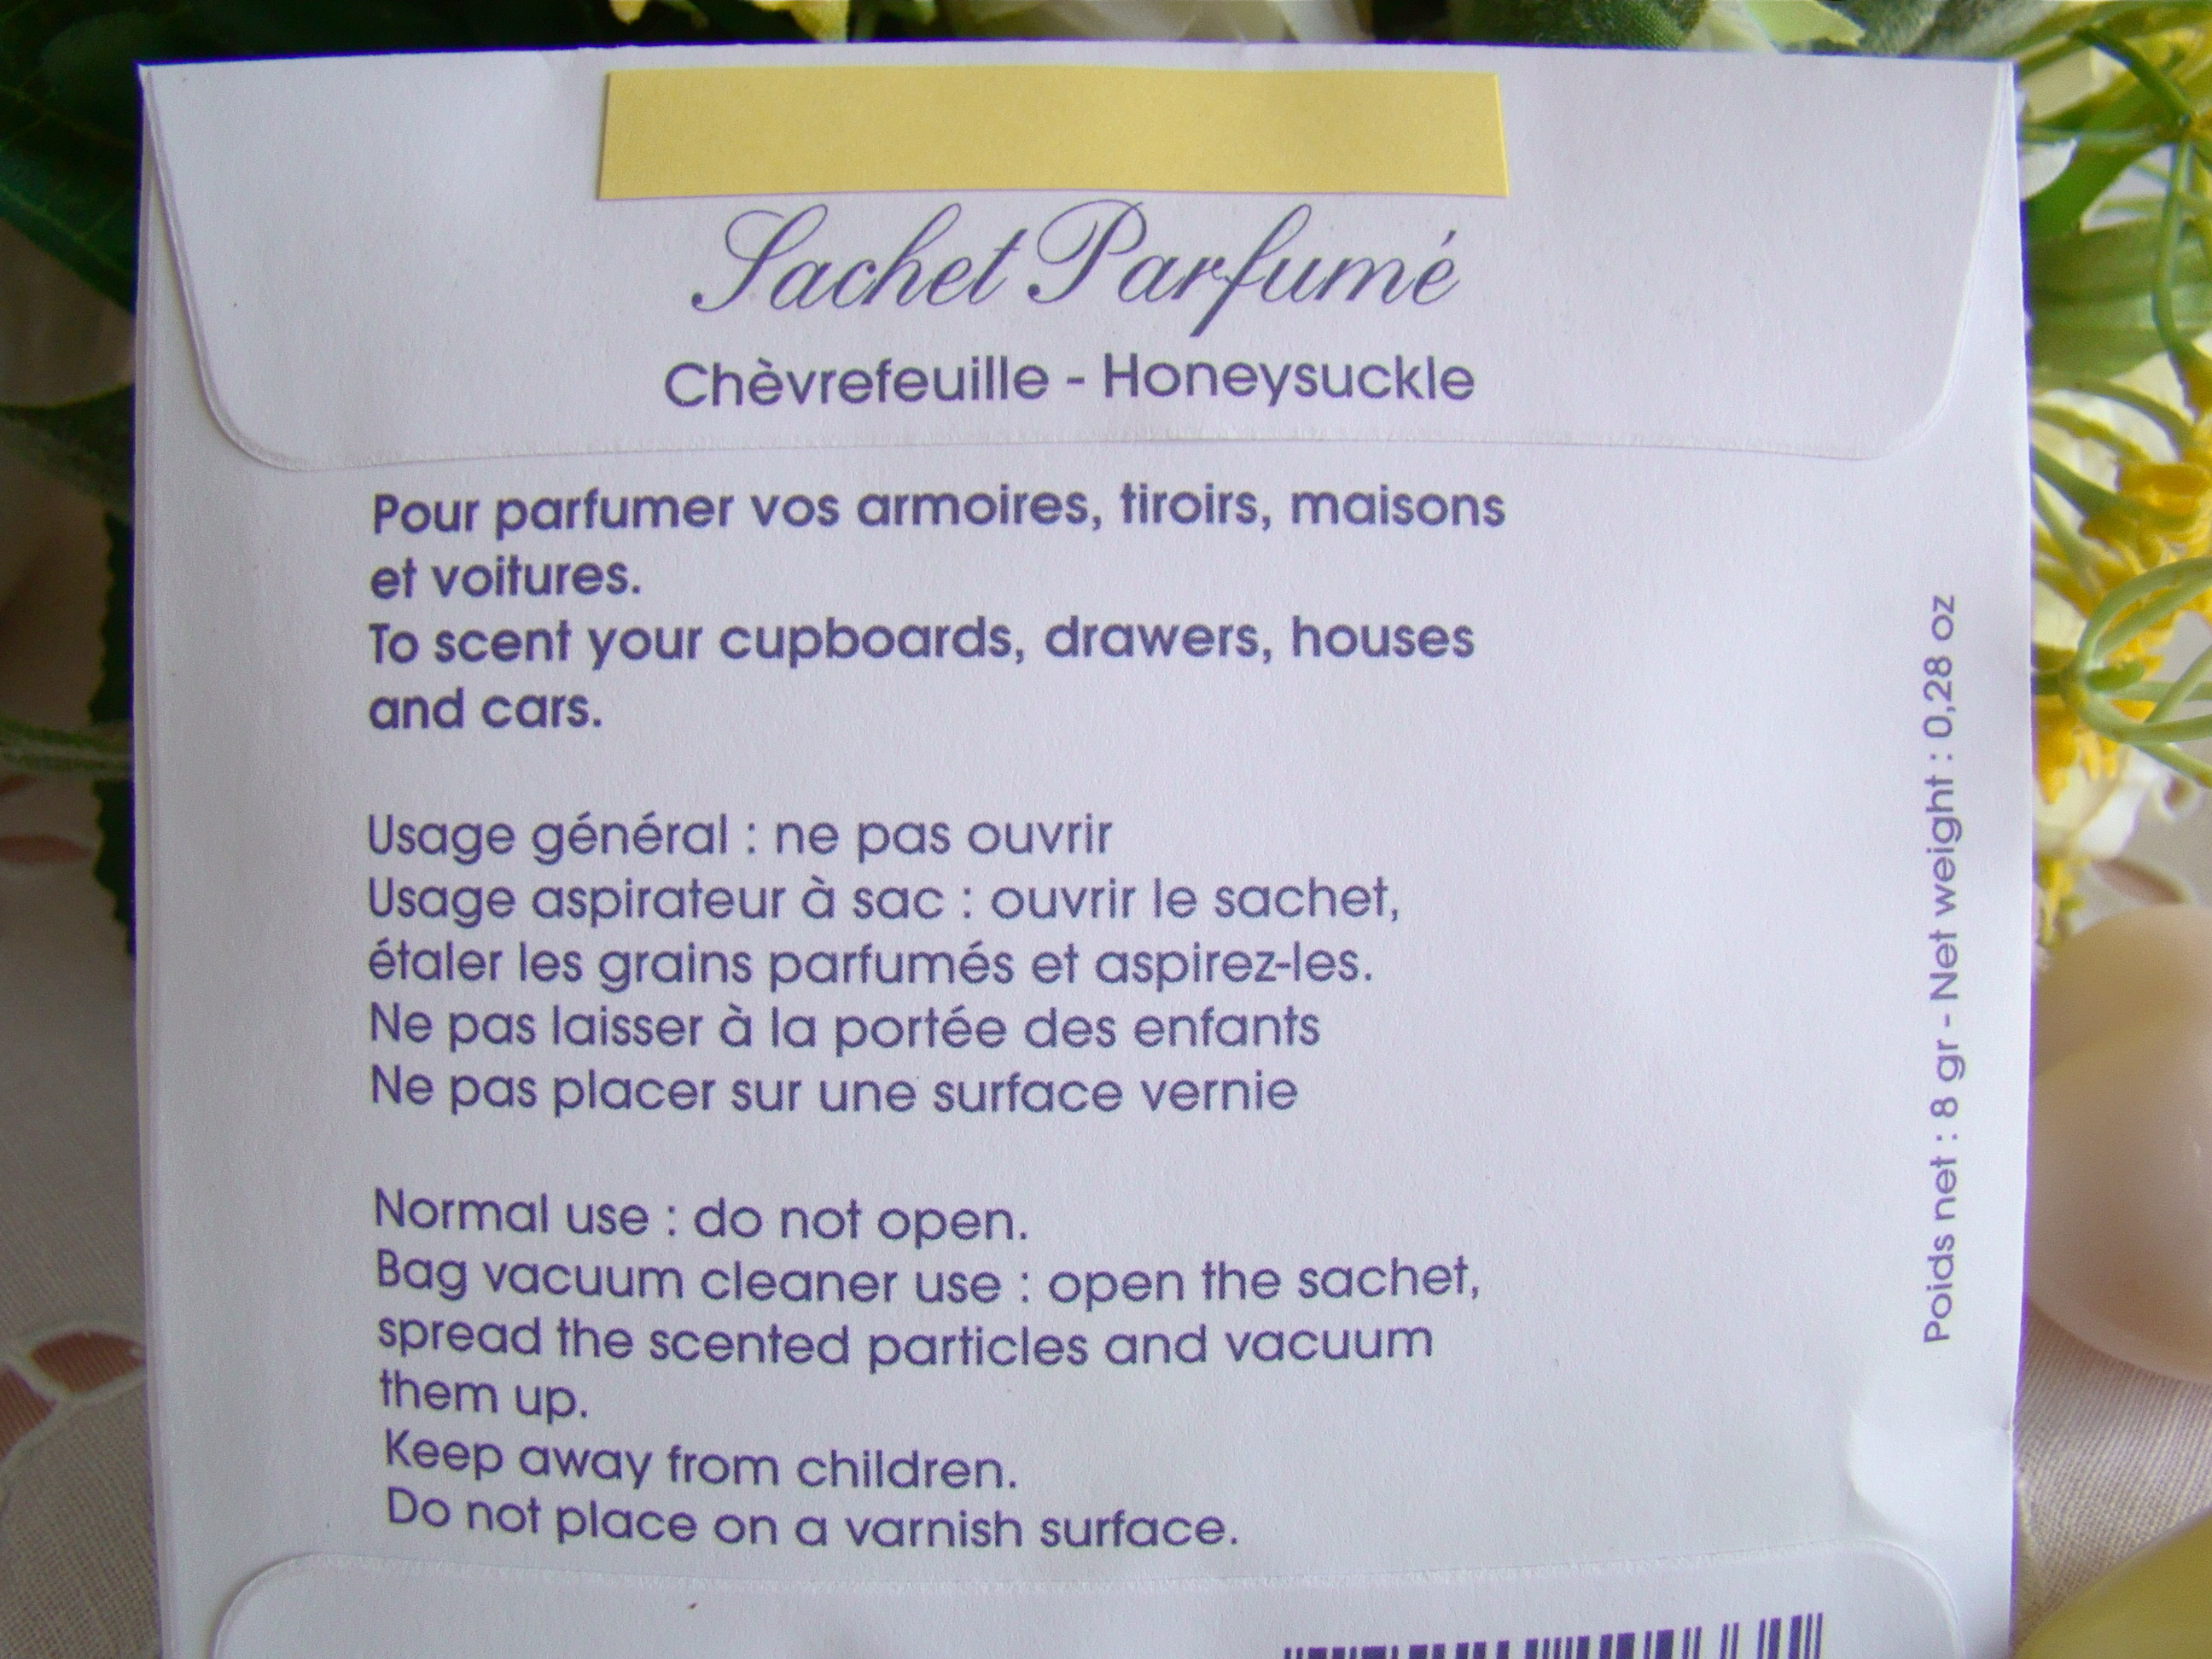 Sachet Parfumé
Chèvrefeuille - Honeysuckle
Pour parfumer vos armoires, tiroirs, maisons
et voitures.
To scent your cupboards, drawers, houses
and cars.
Usage général : ne pas ouvrir
Usage aspirateur à sac : ouvrir le sachet,
étaler les grains parfumés et aspirez-les.
Ne pas laisser à la portée des enfants
Ne pas placer sur une surface vernie
Normal use : do not open.
Bag vacuum cleaner use : open the sachet,
spread the scented particles and vacuum
them up.
Keep away from children.
Do not place on a varnish surface.
Poids net : 8 gr - Net weight : 0,28 oz